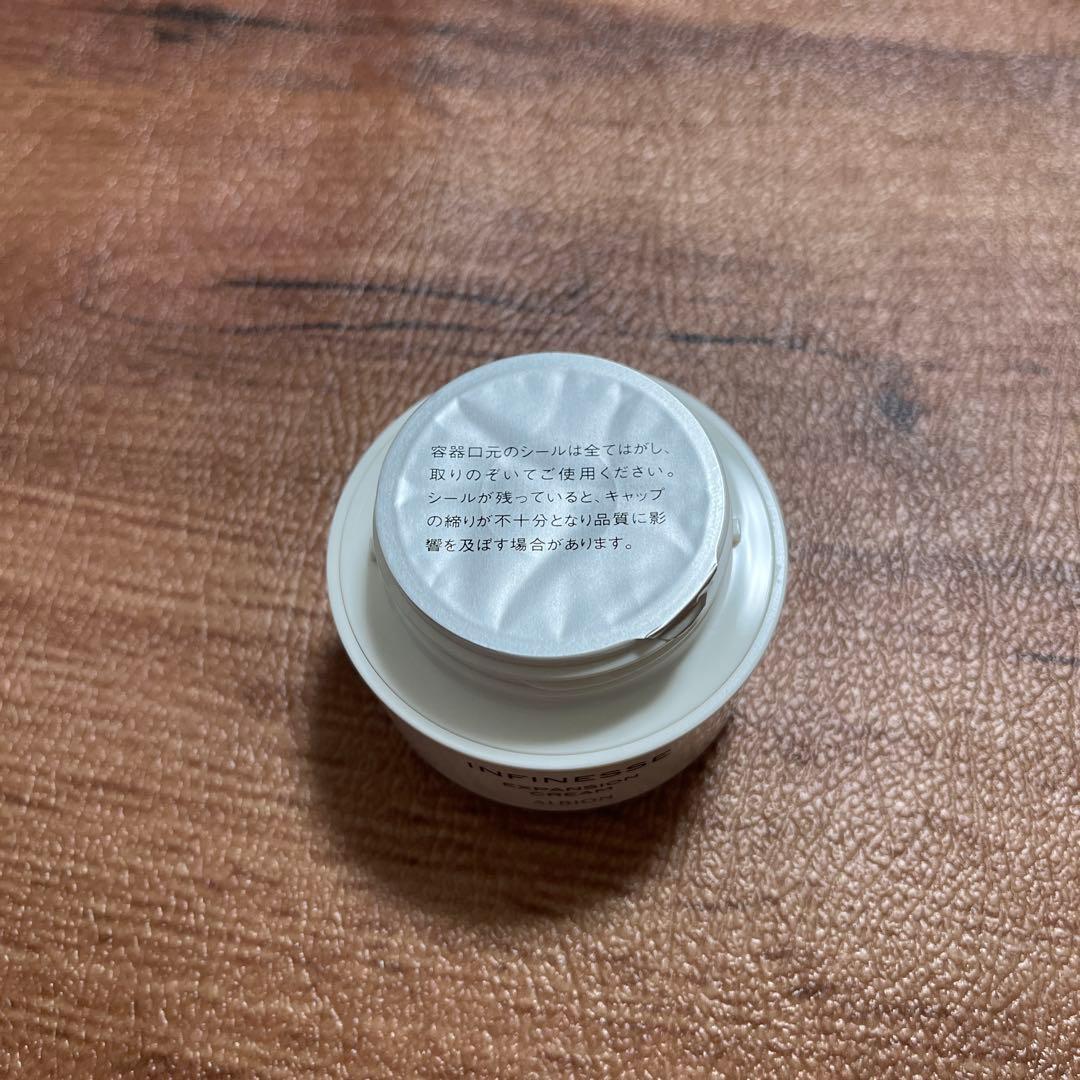 容器口元のシールは全てはがし、
取りのぞいてご使用ください。
シールが残っていると、キャップ
の締りが不十分となり品質に影
響を及ぼす場合があります。
INFINESSE
EXPANSION
CREAM
ALBION